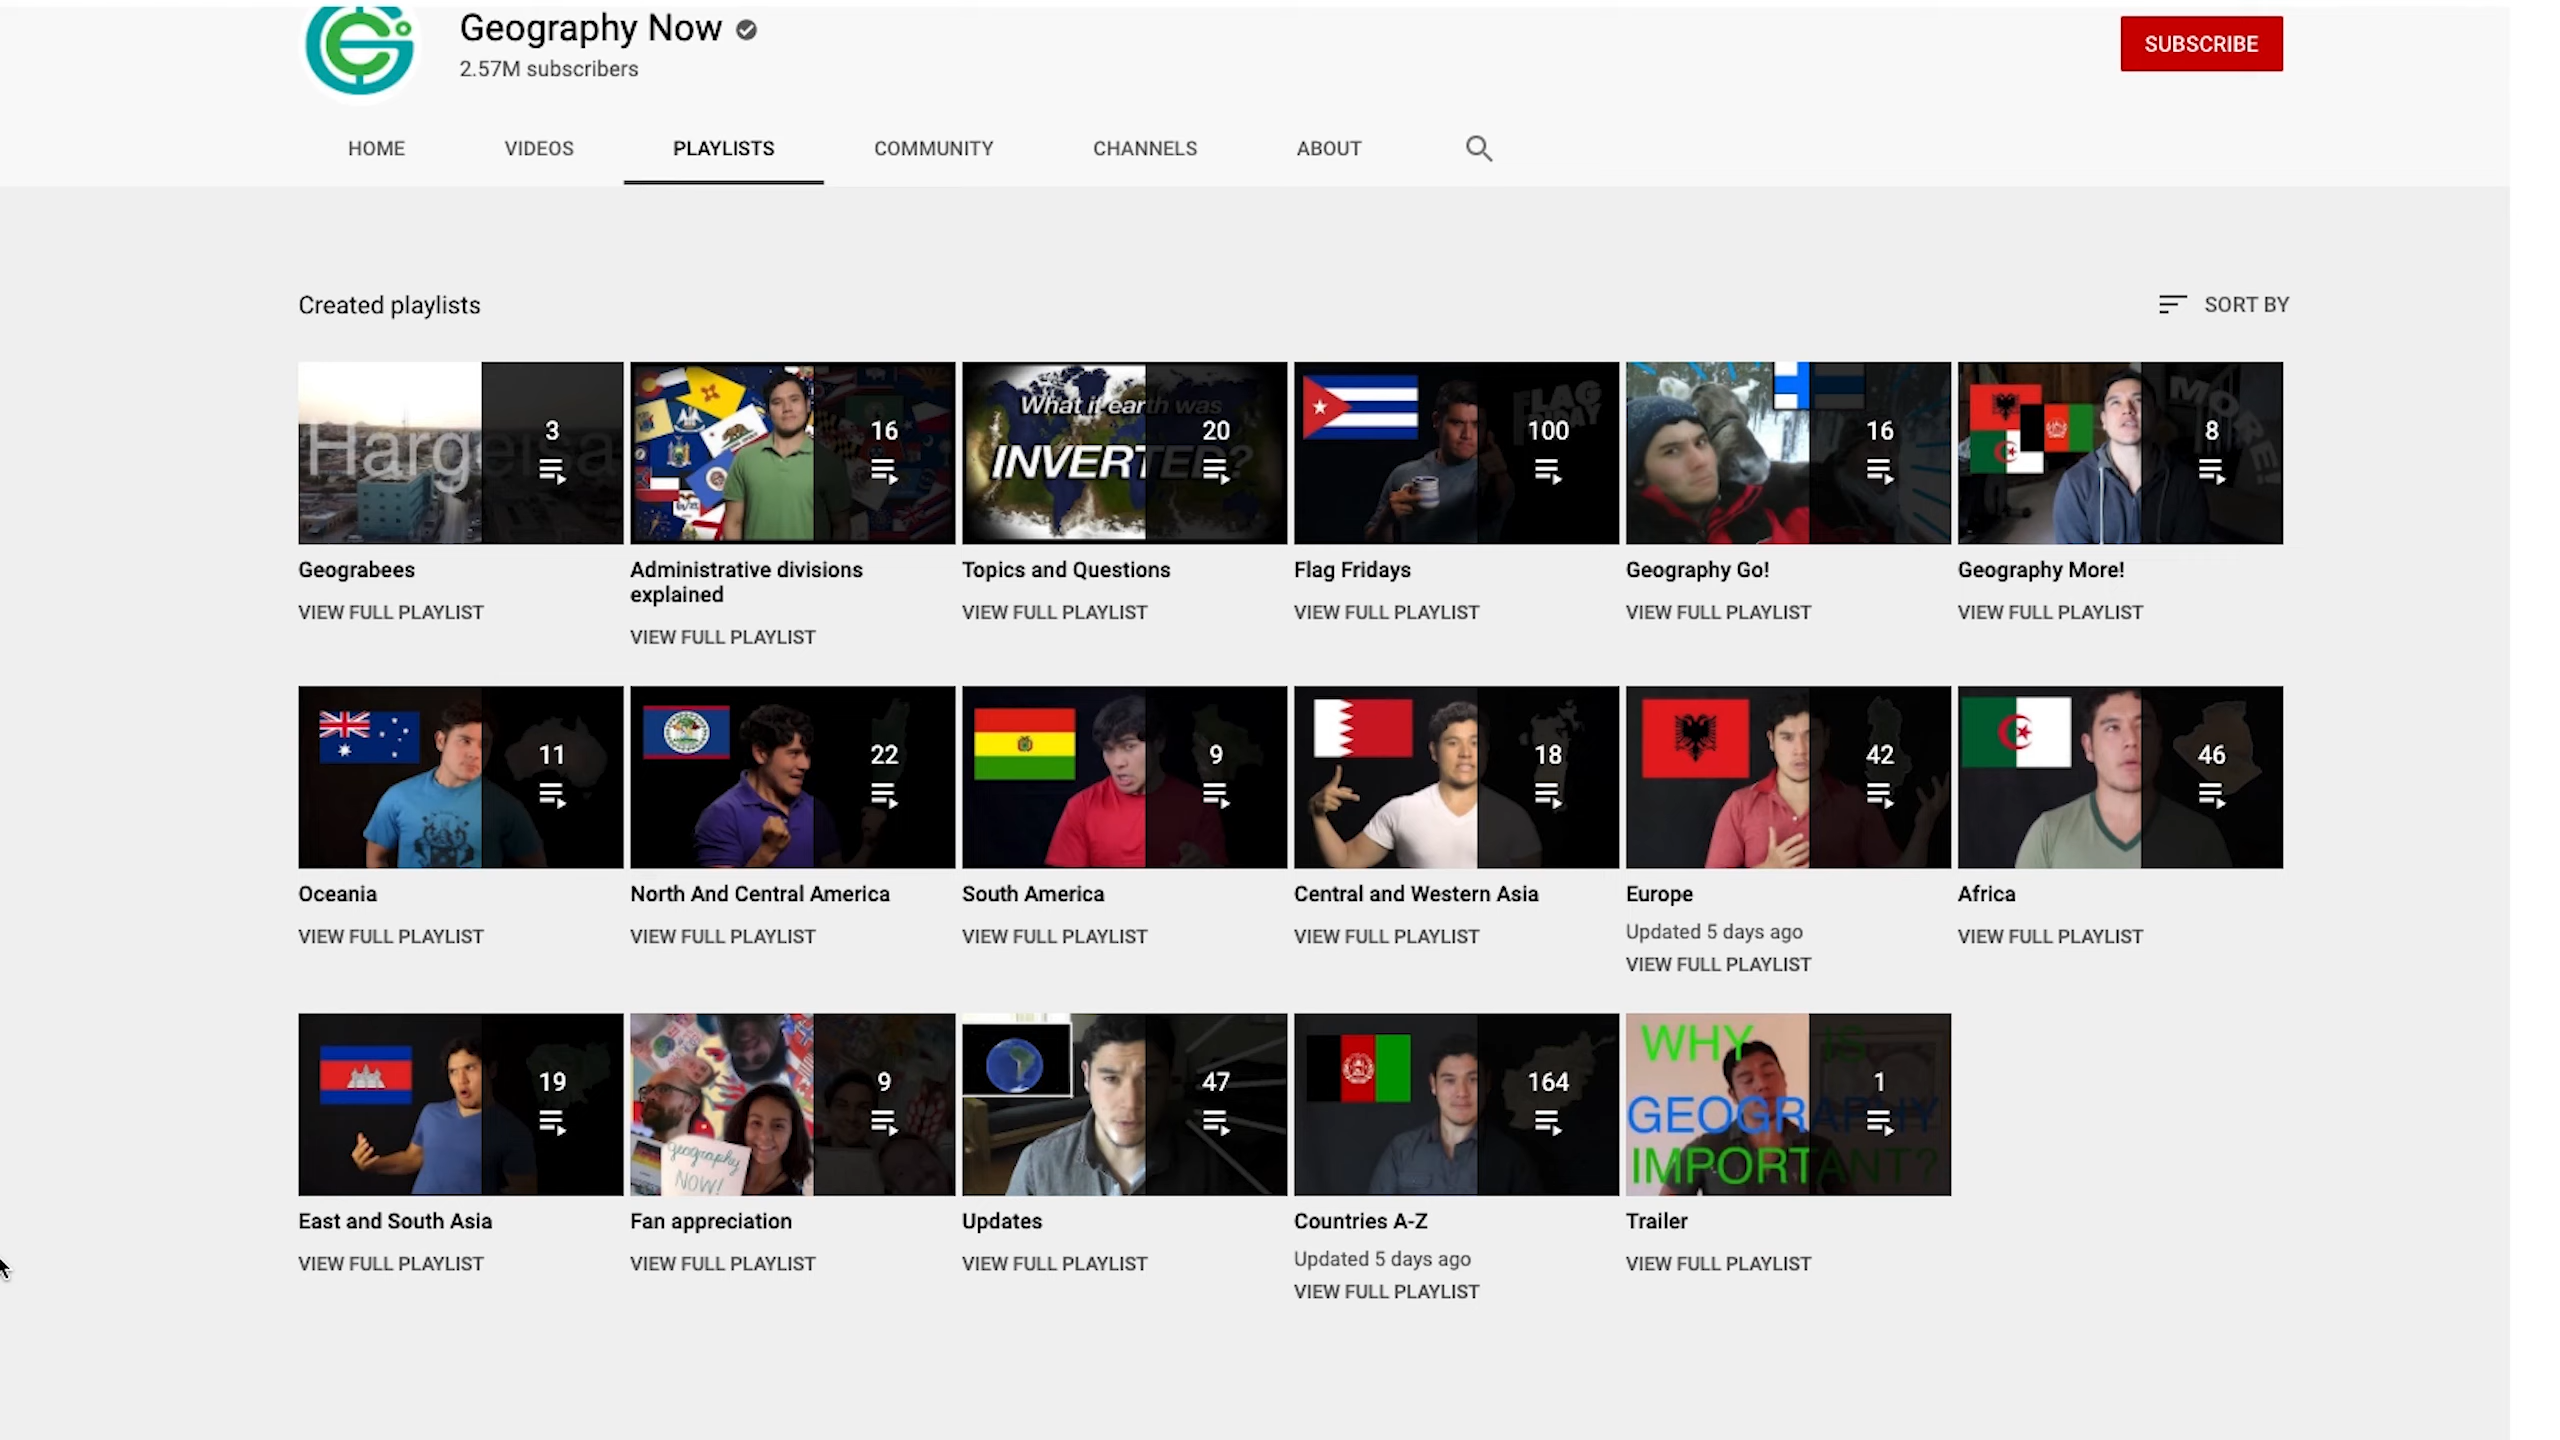 Geography Now
2.57M subscribers
SUBSCRIBE
HOME VIDEOS PLAYLISTS COMMUNITY CHANNELS ABOUT
Created playlists
SORT BY
Hargeisa
3
16
What if earth was
INVERTED?
20
FLAG
FRIDAY
100
16
MORE!
8
Geograbees
Administrative divisions
explained
Topics and Questions
Flag Fridays
Geography Go!
Geography More!
VIEW FULL PLAYLIST
VIEW FULL PLAYLIST
VIEW FULL PLAYLIST
VIEW FULL PLAYLIST
VIEW FULL PLAYLIST
VIEW FULL PLAYLIST
11
22
9
18
42
46
Oceania
North And Central America
South America
Central and Western Asia
Europe
Africa
Updated 5 days ago
VIEW FULL PLAYLIST
VIEW FULL PLAYLIST
VIEW FULL PLAYLIST
VIEW FULL PLAYLIST
VIEW FULL PLAYLIST
VIEW FULL PLAYLIST
19
geography
NOW!
9
47
164
WHY IS
GEOGRAPHY
IMPORTANT?
1
East and South Asia
Fan appreciation
Updates
Countries A-Z
Trailer
Updated 5 days ago
VIEW FULL PLAYLIST
VIEW FULL PLAYLIST
VIEW FULL PLAYLIST
VIEW FULL PLAYLIST
VIEW FULL PLAYLIST